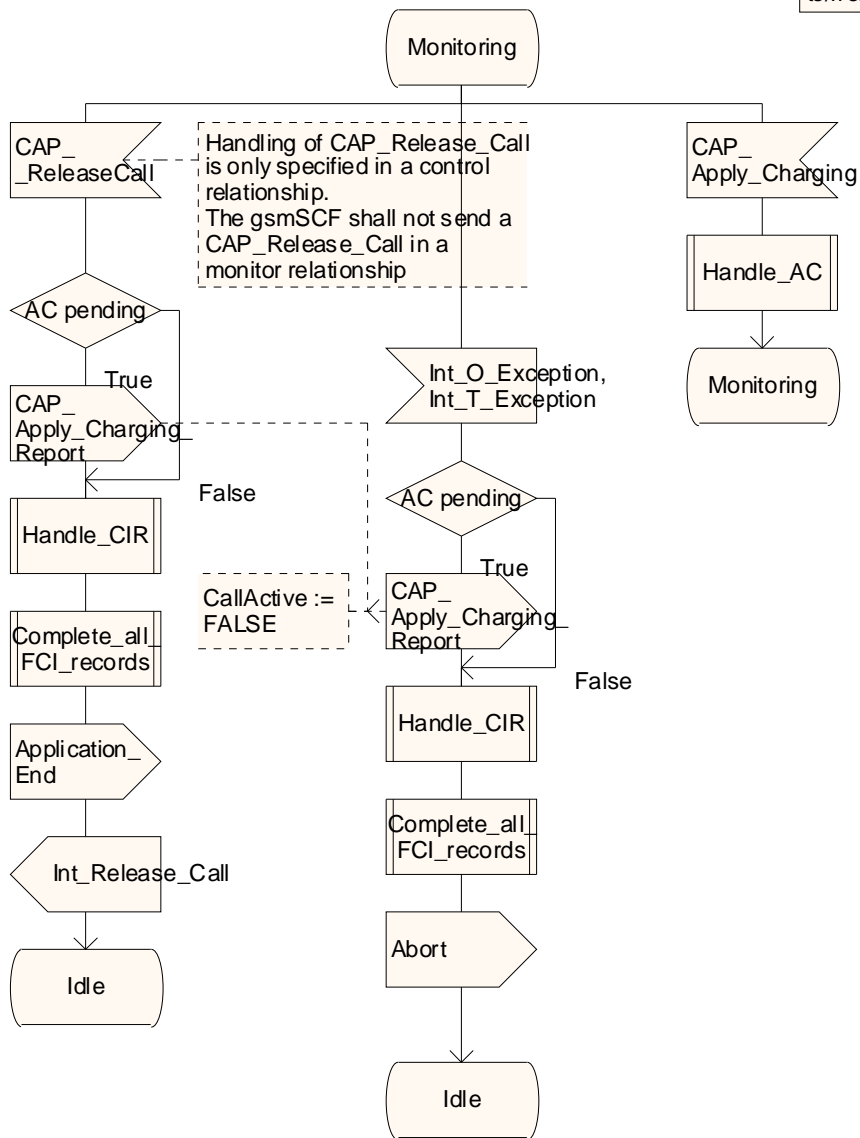 Monitoring
CAP_
_ReleaseCall
Handling of CAP_Release_Call
is only specified in a control
relationship.
The gsmSCF shall not send a
CAP_Release_Call in a
monitor relationship
CAP_
Apply_Charging
Handle_AC
Monitoring
AC pending
True
CAP_
Apply_Charging_
Report
False
Handle_CIR
Complete_all_
FCI_records
Application_
End
Int_Release_Call
Idle
Int_O_Exception,
Int_T_Exception
AC pending
True
CallActive :=
FALSE
CAP_
Apply_Charging_
Report
False
Handle_CIR
Complete_all_
FCI_records
Abort
Idle